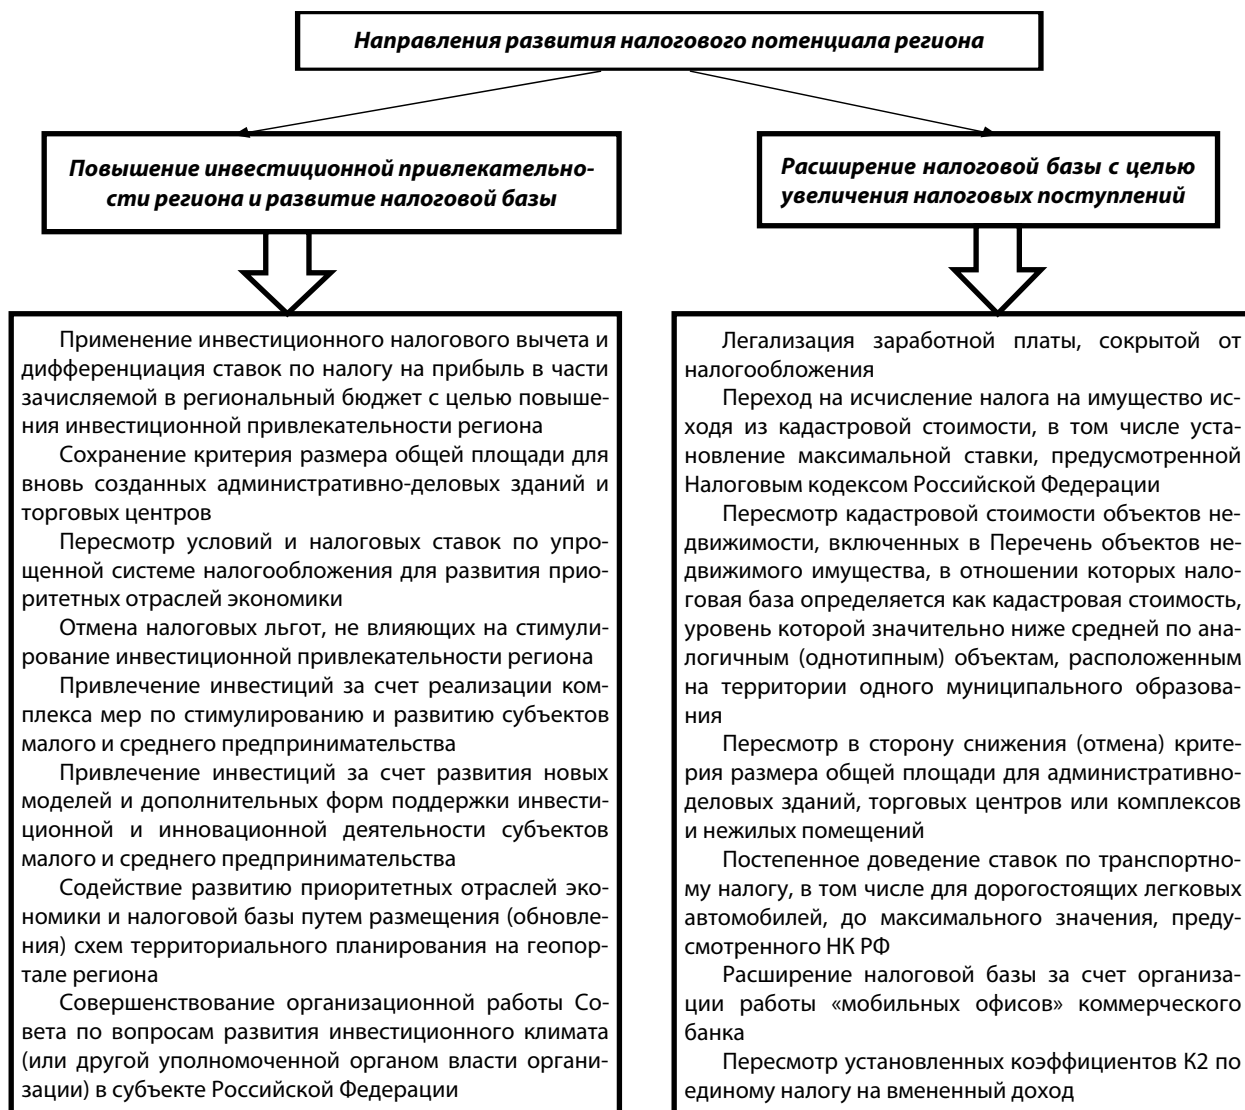 Направления развития налогового потенциала региона
Повышение инвестиционной привлекательно-
сти региона и развитие налоговой базы
Расширение налоговой базы с целью
увеличения налоговых поступлений
Применение инвестиционного налогового вычета и
дифференциация ставок по налогу на прибыль в части
зачисляемой в региональный бюджет с целью повыше-
ния инвестиционной привлекательности региона
Сохранение критерия размера общей площади для
вновь созданных административно-деловых зданий и
торговых центров
Пересмотр условий и налоговых ставок по упро-
щенной системе налогообложения для развития прио-
ритетных отраслей экономики
Отмена налоговых льгот, не влияющих на стимули-
рование инвестиционной привлекательности региона
Привлечение инвестиций за счет реализации ком-
плекса мер по стимулированию и развитию субъектов
малого и среднего предпринимательства
Привлечение инвестиций за счет развития новых
моделей и дополнительных форм поддержки инвести-
ционной и инновационной деятельности субъектов
малого и среднего предпринимательства
Содействие развитию приоритетных отраслей эко-
номики и налоговой базы путем размещения (обновле-
ния) схем территориального планирования на геопор-
тале региона
Совершенствование организационной работы Со-
вета по вопросам развития инвестиционного климата
(или другой уполномоченной органом власти органи-
зации) в субъекте Российской Федерации
Легализация заработной платы, сокрытой от
налогообложения
Переход на исчисление налога на имущество ис-
ходя из кадастровой стоимости, в том числе уста-
новление максимальной ставки, предусмотренной
Налоговым кодексом Российской Федерации
Пересмотр кадастровой стоимости объектов не-
движимости, включенных в Перечень объектов не-
движимого имущества, в отношении которых нало-
говая база определяется как кадастровая стоимость,
уровень которой значительно ниже средней по ана-
логичным (однотипным) объектам, расположенным
на территории одного муниципального образова-
ния
Пересмотр в сторону снижения (отмена) крите-
рия размера общей площади для административно-
деловых зданий, торговых центров или комплексов
и нежилых помещений
Постепенное доведение ставок по транспортно-
му налогу, в том числе для дорогостоящих легковых
автомобилей, до максимального значения, преду-
смотренного НК РФ
Расширение налоговой базы за счет организа-
ции работы «мобильных офисов» коммерческого
банка
Пересмотр установленных коэффициентов К2 по
единому налогу на вмененный доход